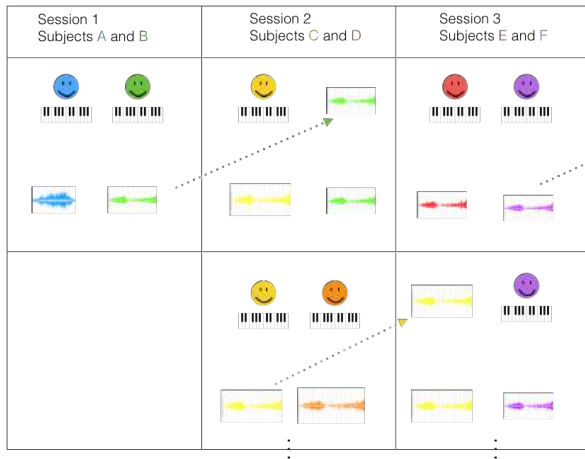 Session 1
Subjects A and B
Session 2
Subjects C and D
Session 3
Subjects E and F